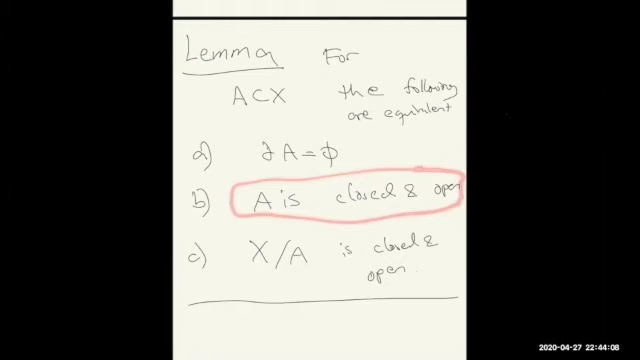 Lemma For
A⊂X the following
are equivalent
a) ∂A = ϕ
b) A is closed & open
c) X/A is closed &
open.
2020-04-27 22:44:08